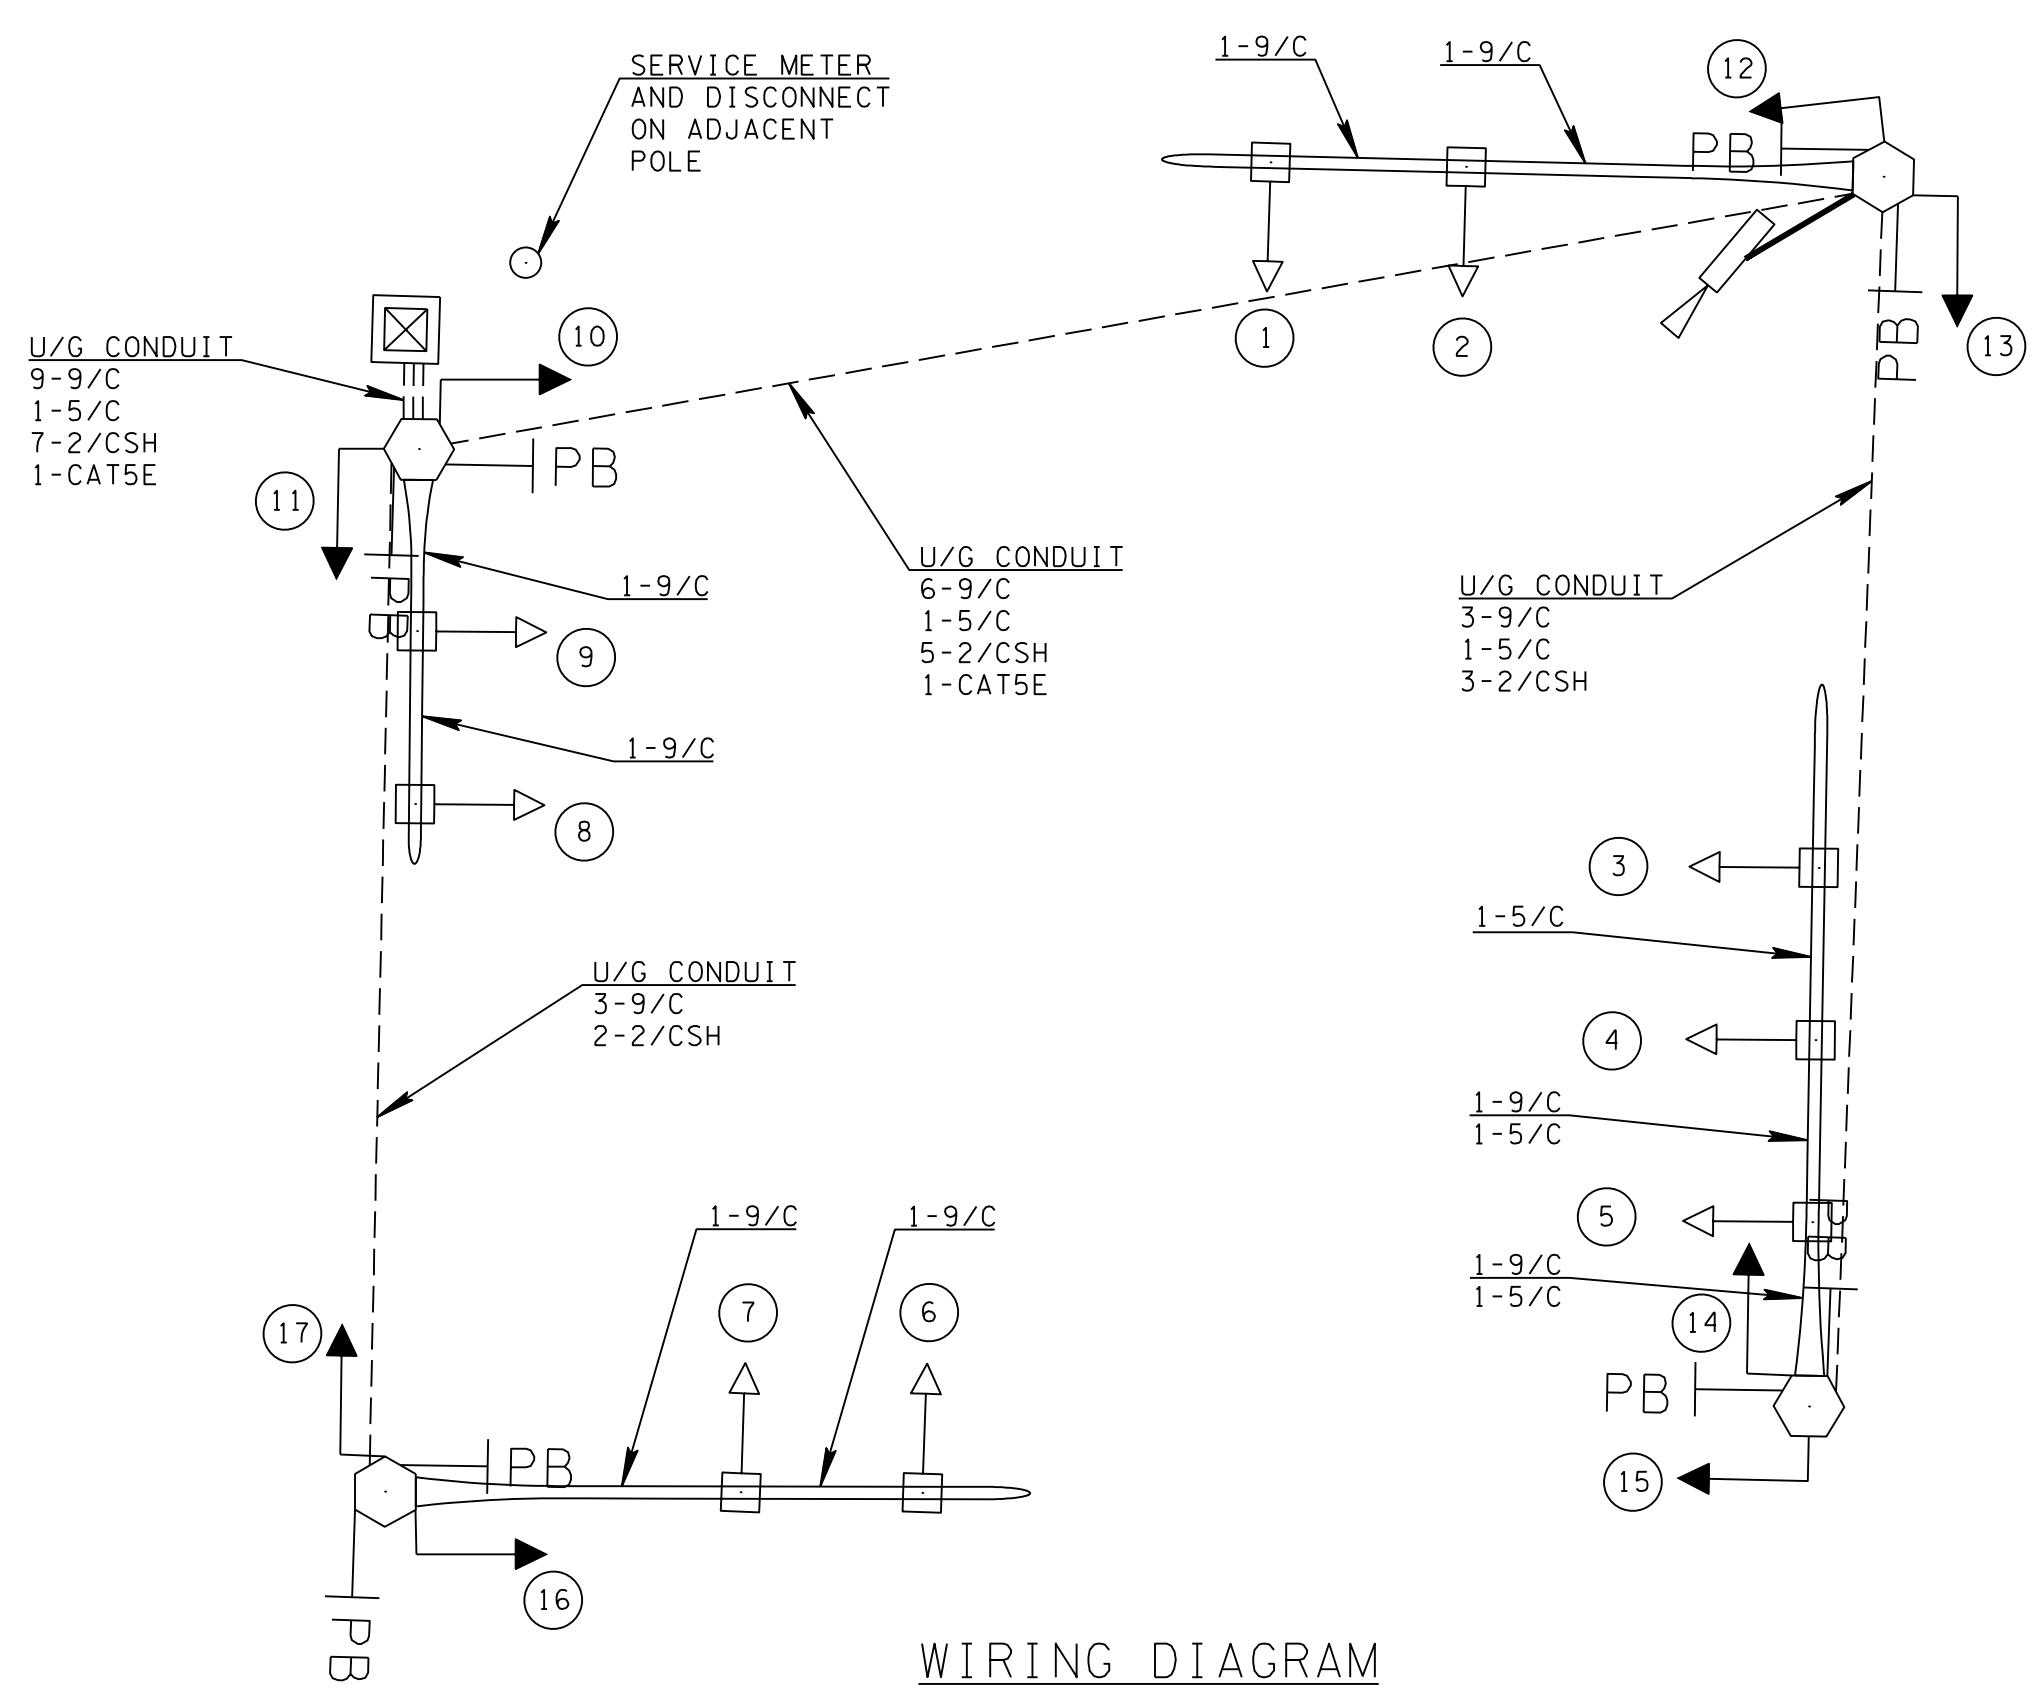 SERVICE METER
AND DISCONNECT
ON ADJACENT
POLE
1-9/C
1-9/C
12
PB
1
2
PB
13
U/G CONDUIT
9-9/C
1-5/C
7-2/CSH
1-CAT5E
10
11
PB
PB
1-9/C
9
1-9/C
8
U/G CONDUIT
6-9/C
1-5/C
5-2/CSH
1-CAT5E
U/G CONDUIT
3-9/C
1-5/C
3-2/CSH
3
1-5/C
4
1-9/C
1-5/C
5
PB
1-9/C
1-5/C
14
PB
15
U/G CONDUIT
3-9/C
2-2/CSH
1-9/C
1-9/C
7
6
17
PB
16
PB
WIRING DIAGRAM